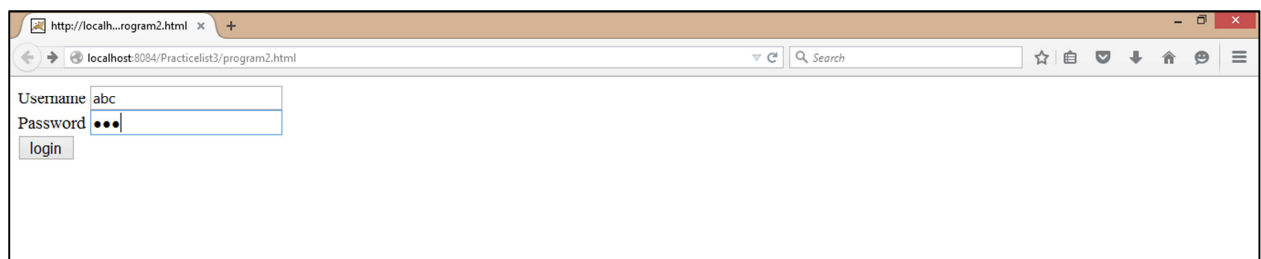 http://localh...rogram2.html × +
localhost:8084/Practicelist3/program2.html Search
Username abc
Password •••
login